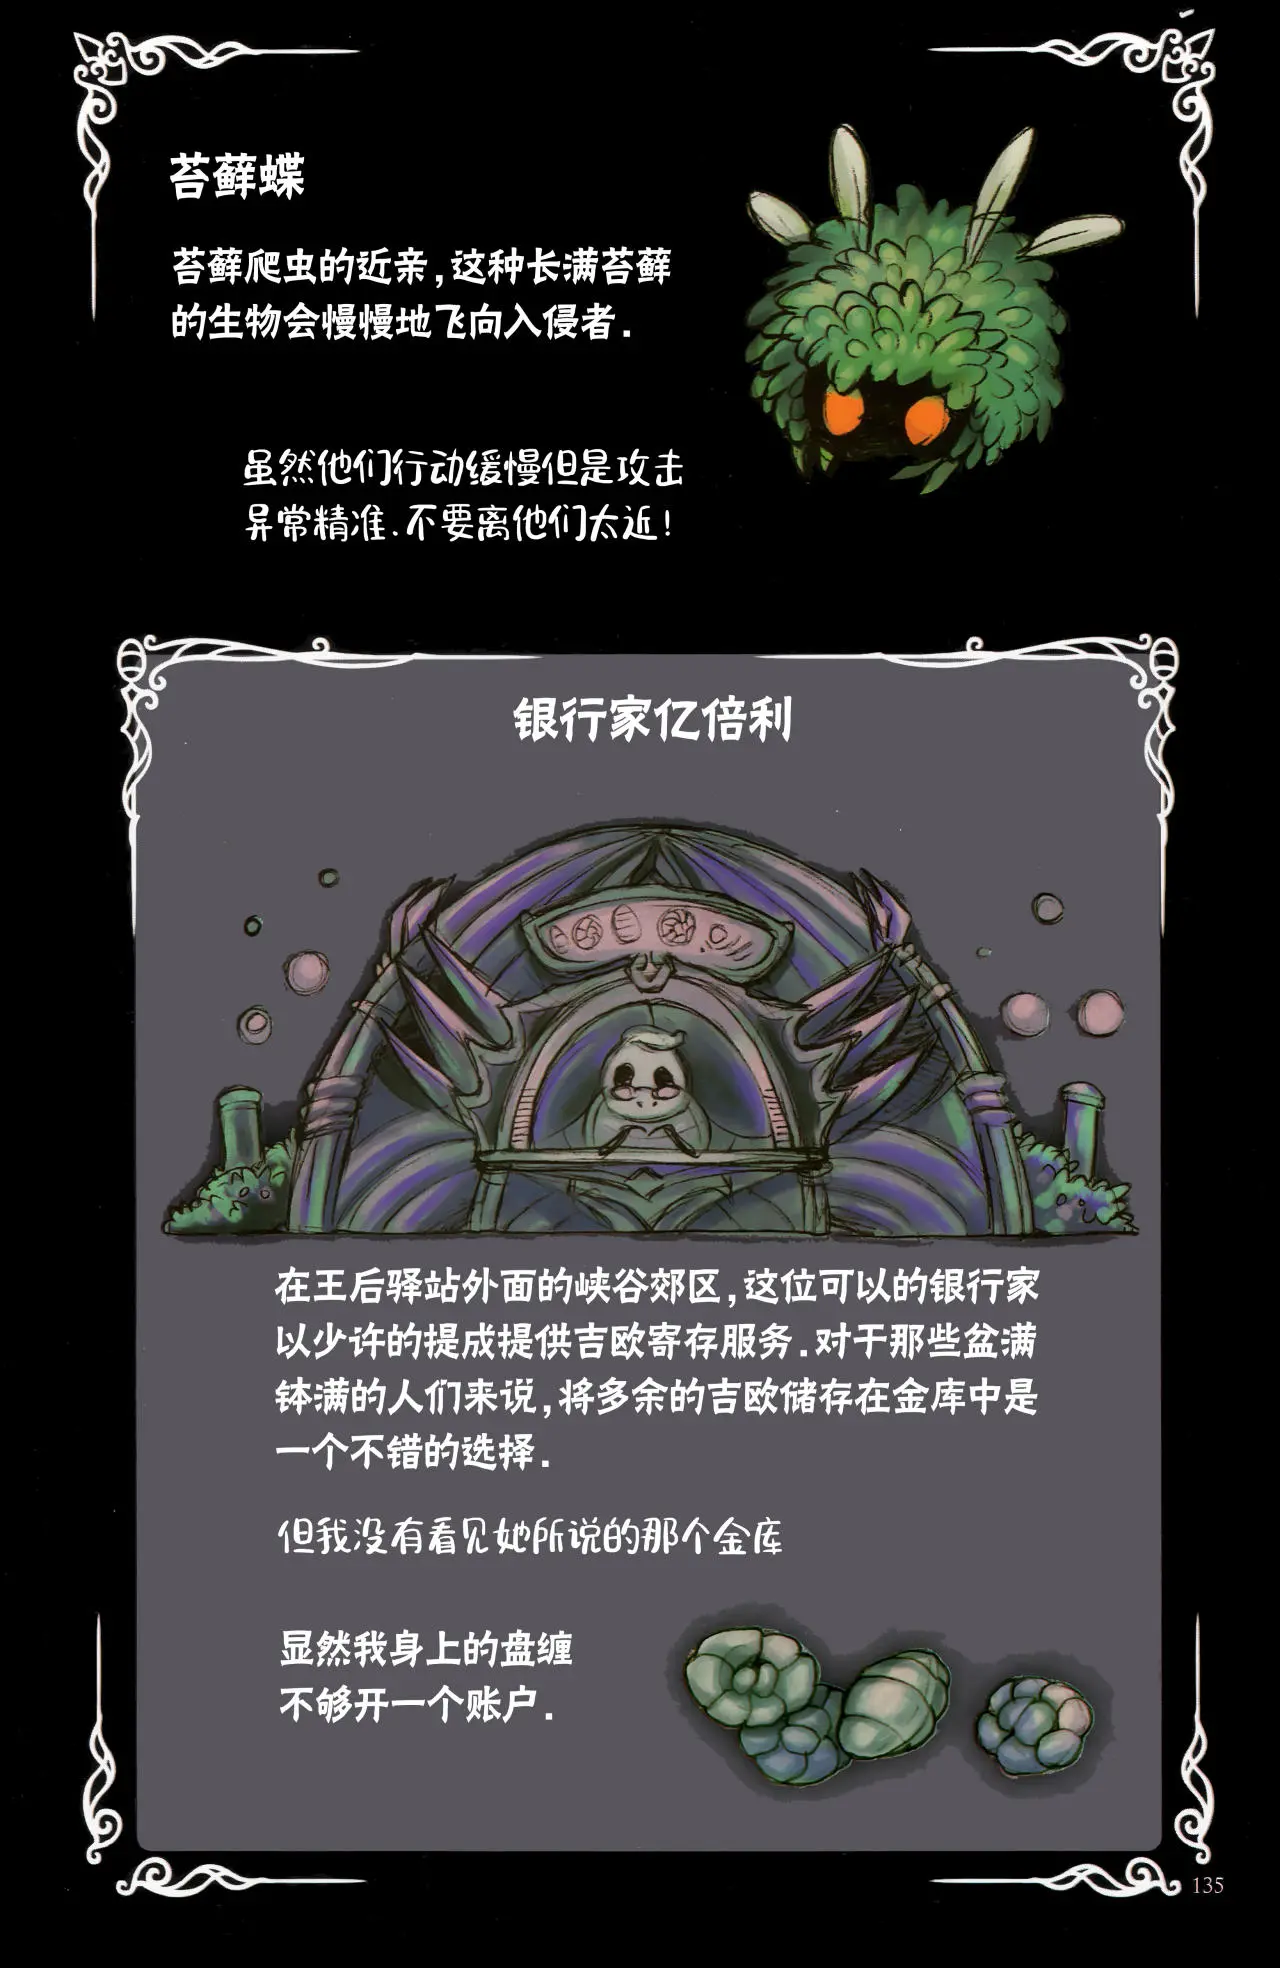 苔藓蝶
苔藓爬虫的近亲,这种长满苔藓
的生物会慢慢地飞向入侵者.
虽然他们行动缓慢但是攻击
异常精准.不要离他们太近!
银行家亿倍利
在王后驿站外面的峡谷郊区,这位可以的银行家
以少许的提成提供吉欧寄存服务.对于那些盆满
钵满的人们来说,将多余的吉欧储存在金库中是
一个不错的选择.
但我没有看见她所说的那个金库
显然我身上的盘缠
不够开一个账户.
135